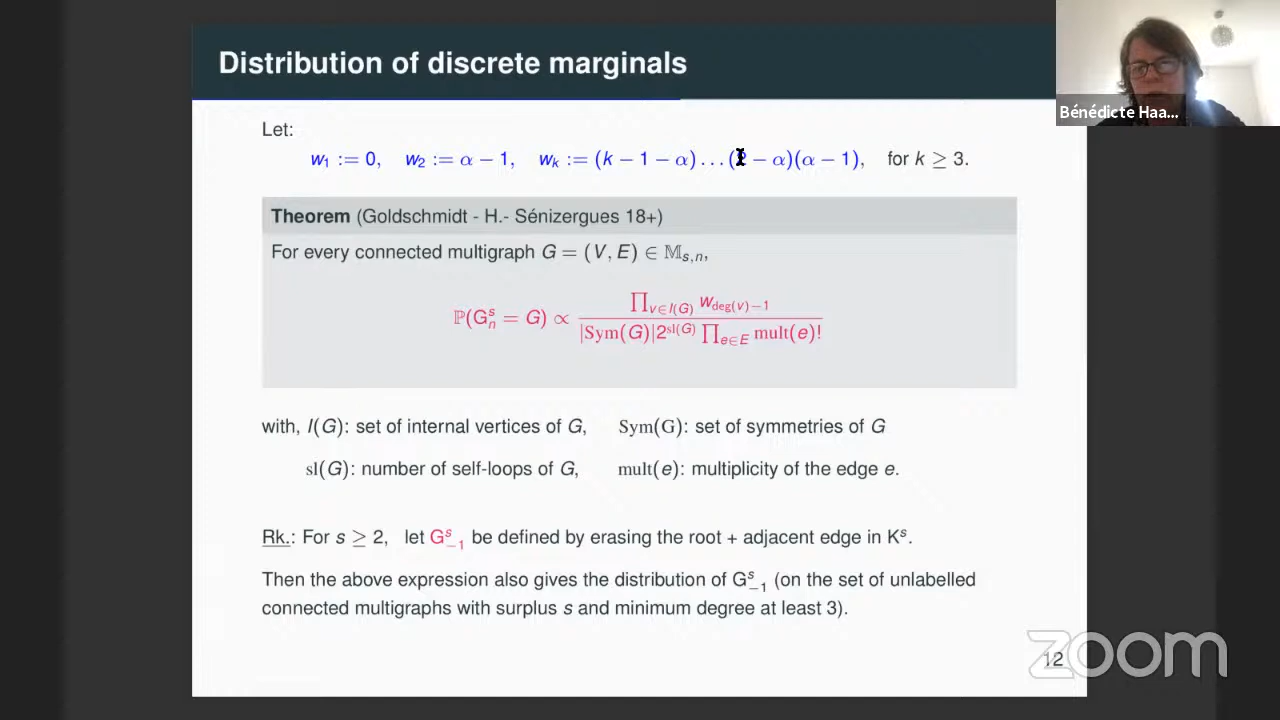 Distribution of discrete marginals
Bénédicte Haa...
Let:
w₁ := 0, w₂ := α − 1, wₖ := (k − 1 − α) . . . (2 − α)(α − 1), for k ≥ 3.
Theorem (Goldschmidt - H.- Sénizergues 18+)
For every connected multigraph G = (V, E) ∈ 𝕄ₛ,ₙ,
ℙ(Gₙˢ = G) ∝ ∏_{v∈I(G)} w_{deg(v)−1} / |Sym(G)|2^{sl(G)} ∏_{e∈E} mult(e)!
with, I(G): set of internal vertices of G, Sym(G): set of symmetries of G
sl(G): number of self-loops of G, mult(e): multiplicity of the edge e.
Rk.: For s ≥ 2, let G₋₁ˢ be defined by erasing the root + adjacent edge in Kˢ.
Then the above expression also gives the distribution of G₋₁ˢ (on the set of unlabelled
connected multigraphs with surplus s and minimum degree at least 3).
zoom
12